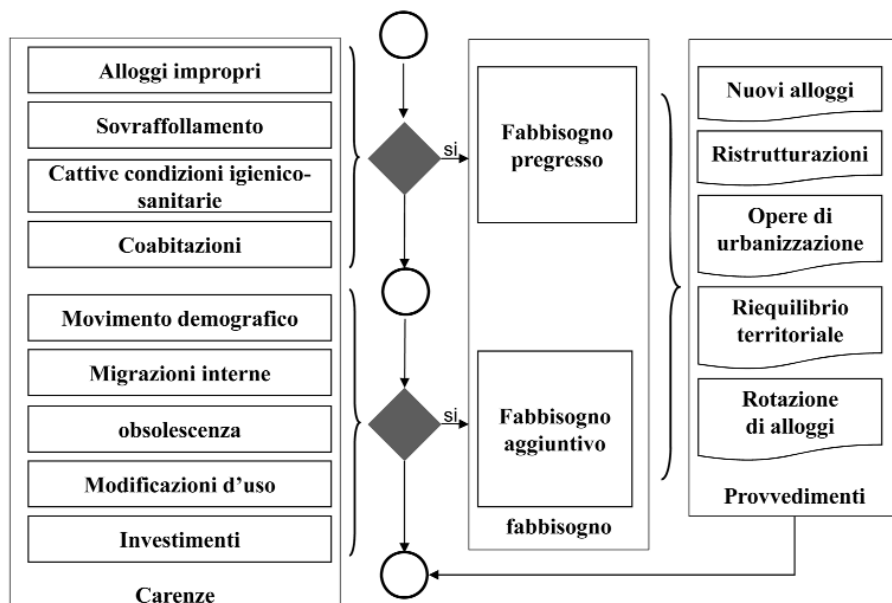 Alloggi impropri
Sovraffollamento
Cattive condizioni igienico-
sanitarie
Coabitazioni
Movimento demografico
Migrazioni interne
obsolescenza
Modificazioni d'uso
Investimenti
Carenze
si
si
Fabbisogno
pregresso
Fabbisogno
aggiuntivo
fabbisogno
Nuovi alloggi
Ristrutturazioni
Opere di
urbanizzazione
Riequilibrio
territoriale
Rotazione
di alloggi
Provvedimenti